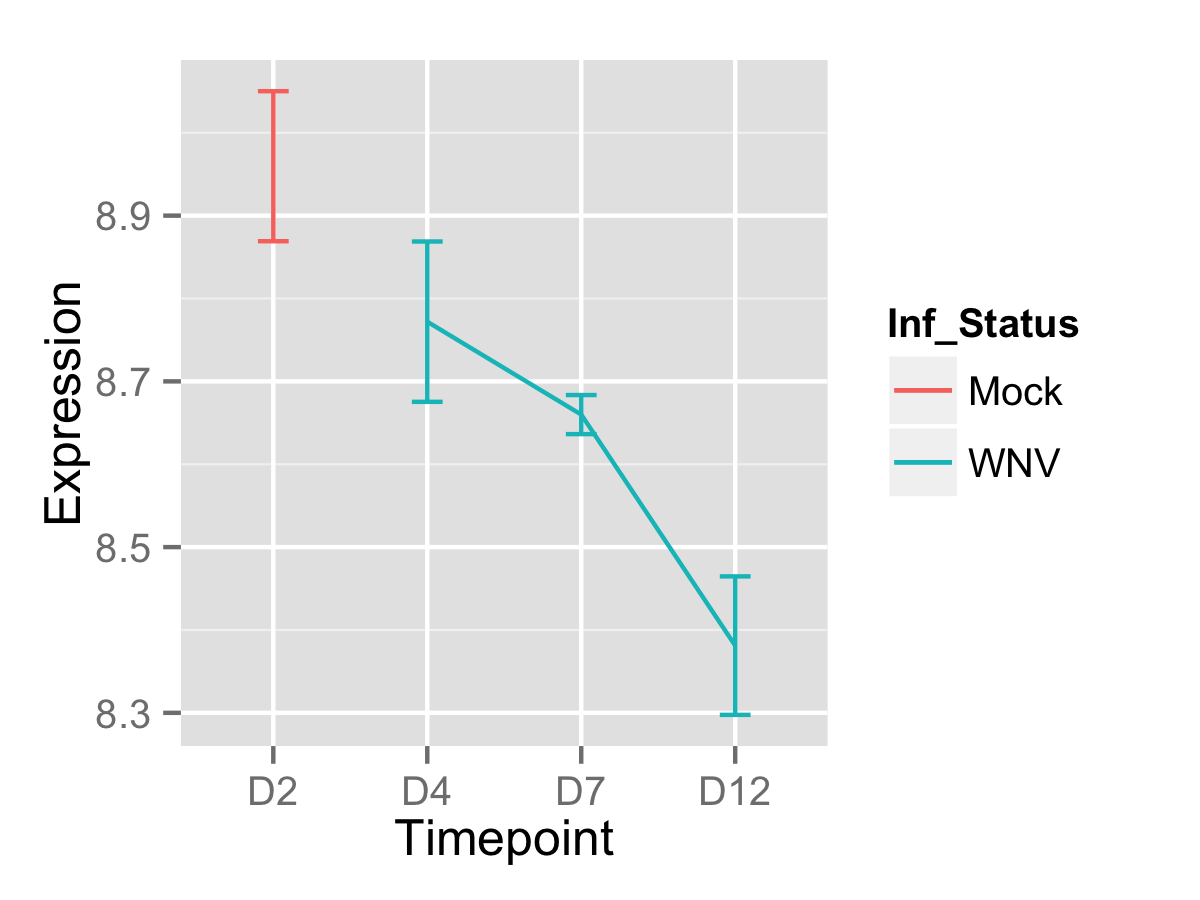 Expression
8.9
8.7
8.5
8.3
D2 D4 D7 D12
Timepoint
Inf_Status
Mock
WNV